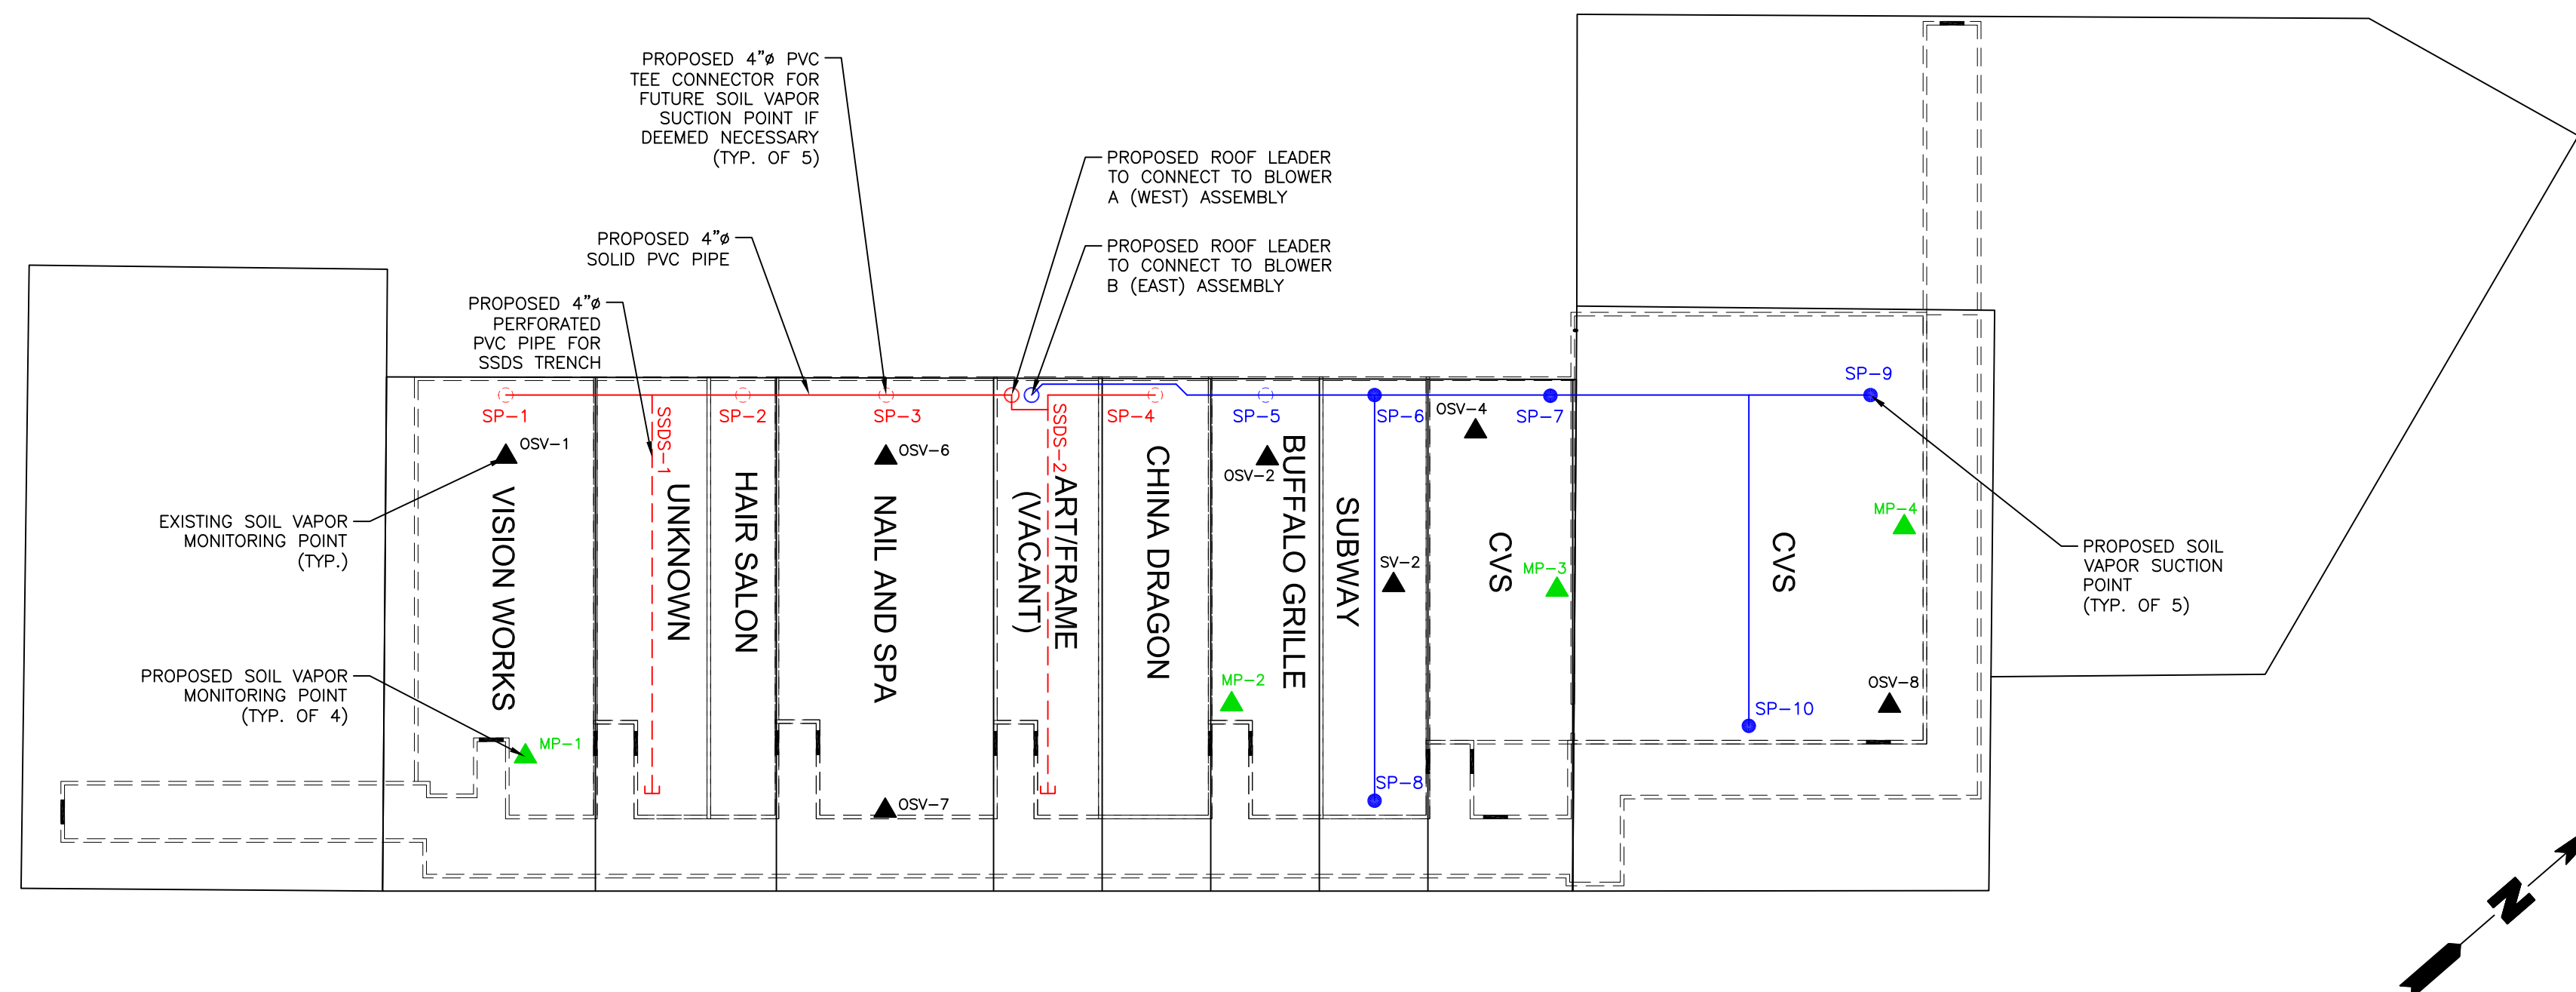 PROPOSED 4"ø PVC
TEE CONNECTOR FOR
FUTURE SOIL VAPOR
SUCTION POINT IF
DEEMED NECESSARY
(TYP. OF 5)
PROPOSED ROOF LEADER
TO CONNECT TO BLOWER
A (WEST) ASSEMBLY
PROPOSED 4"ø
SOLID PVC PIPE
PROPOSED ROOF LEADER
TO CONNECT TO BLOWER
B (EAST) ASSEMBLY
PROPOSED 4"ø
PERFORATED
PVC PIPE FOR
SSDS TRENCH
SP-1
SSDS-1
SP-2
SP-3
SSDS-2
SP-4
SP-5
SP-6
SP-7
SP-9
OSV-1
OSV-6
OSV-2
OSV-4
EXISTING SOIL VAPOR
MONITORING POINT
(TYP.)
VISION WORKS
UNKNOWN
HAIR SALON
NAIL AND SPA
ART/FRAME
(VACANT)
CHINA DRAGON
BUFFALO GRILLE
SUBWAY
SV-2
CVS
MP-3
CVS
MP-4
PROPOSED SOIL
VAPOR SUCTION
POINT
(TYP. OF 5)
PROPOSED SOIL VAPOR
MONITORING POINT
(TYP. OF 4)
MP-1
MP-2
OSV-8
SP-10
SP-8
OSV-7
N